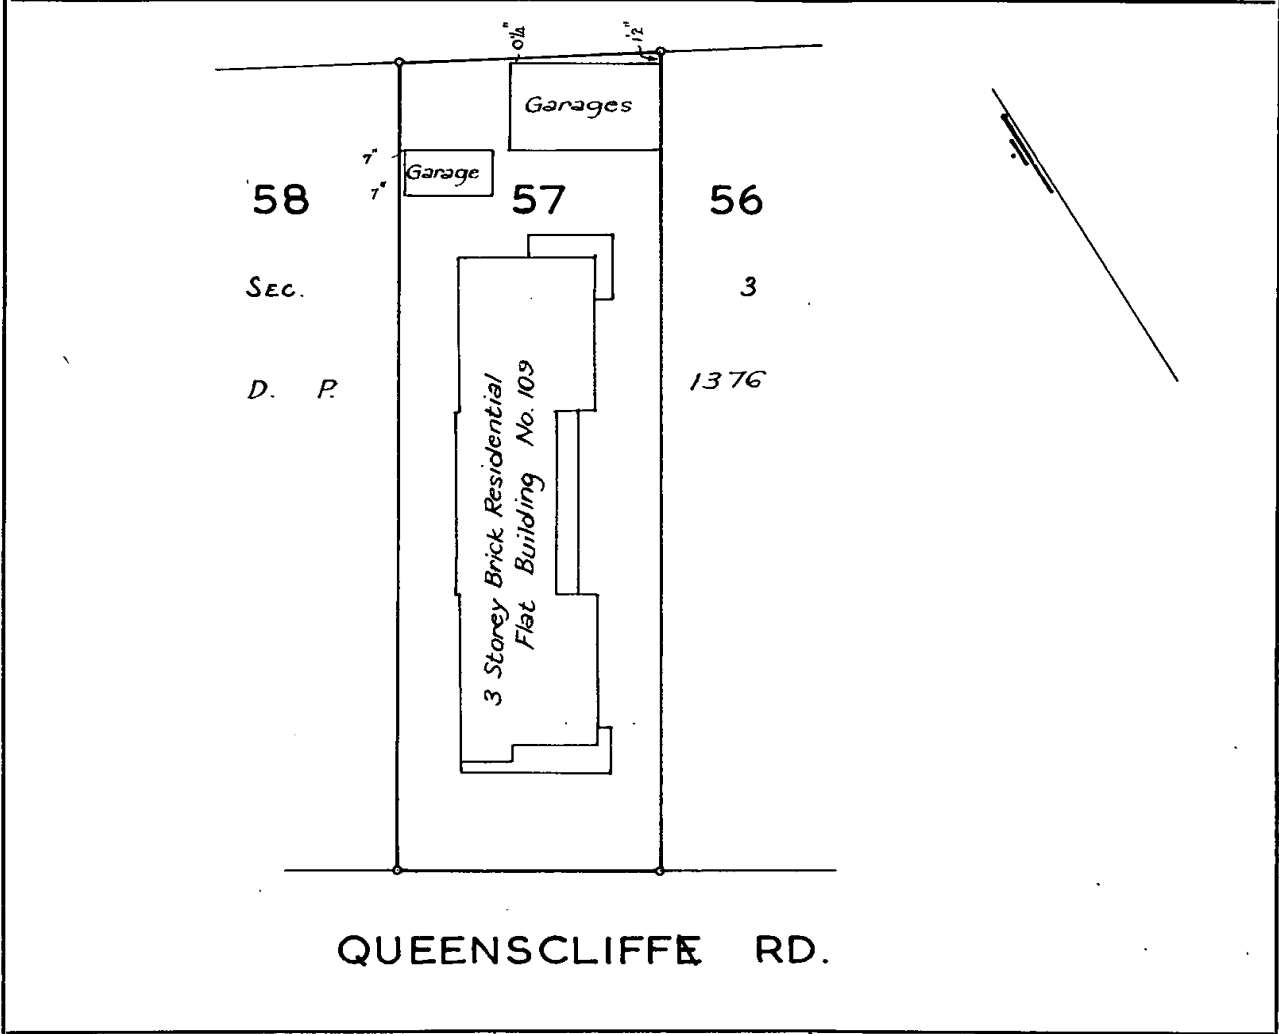 0¼"
1'2"
Garages
7"
Garage
7"
58 57 56
SEC. 3
D. P. 1376
3 Storey Brick Residential
Flat Building No. 109
QUEENSCLIFFE RD.